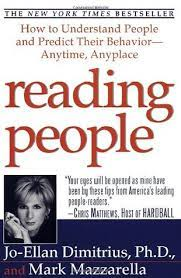 THE NEW YORK TIMES BESTSELLER
How to Understand People
and Predict Their Behavior—
Anytime, Anyplace
reading
people
"Your eyes will be opened as mine have
been by these tips from
America's leading people-
readers."
—CHRIS MATTHEWS, HOST OF HARDBALL
Jo-Ellan Dimitrius, Ph.D.,
and Mark Mazzarella